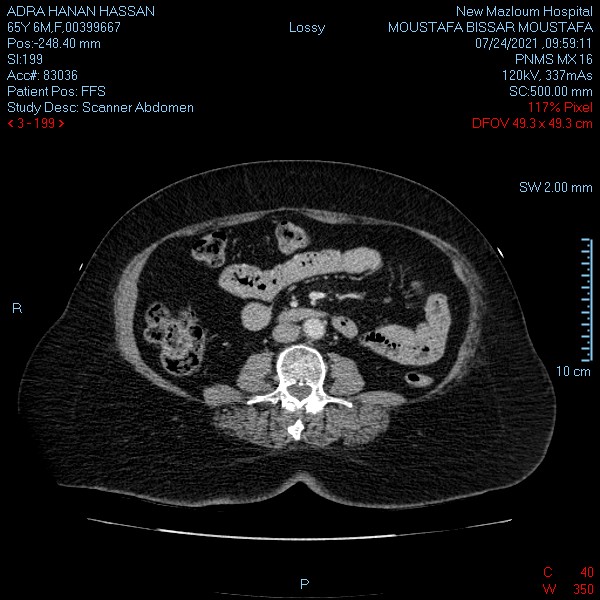 ADRA HANAN HASSAN
65Y 6M,F,00399667
Pos:-248.40 mm
SI:199
Acc#: 83036
Patient Pos: FFS
Study Desc: Scanner Abdomen
< 3 - 199 >
Lossy
New Mazloum Hospital
MOUSTAFA BISSAR MOUSTAFA
07/24/2021 ,09:59:11
PNMS MX 16
120kV, 337mAs
SC:500.00 mm
117% Pixel
DFOV 49.3 x 49.3 cm
SW 2.00 mm
R
10 cm
P
C 40
W 350